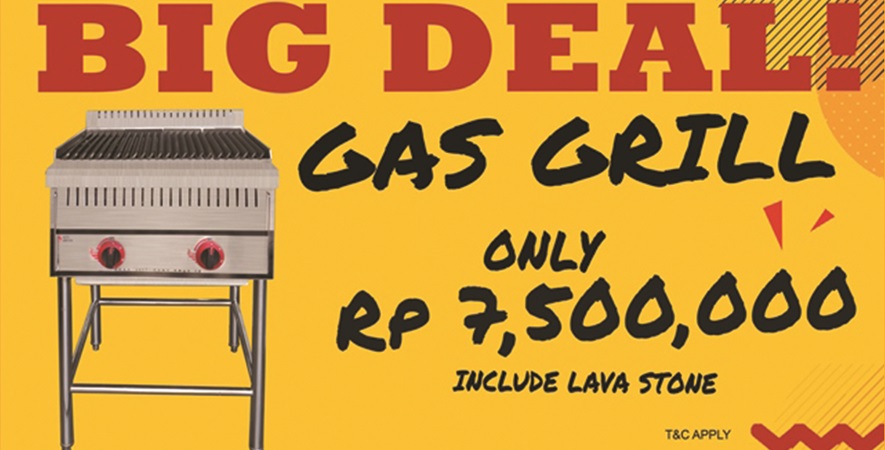 BIG DEAL!
GAS GRILL
ONLY
RP 7,500,000
INCLUDE LAVA STONE
T&C APPLY